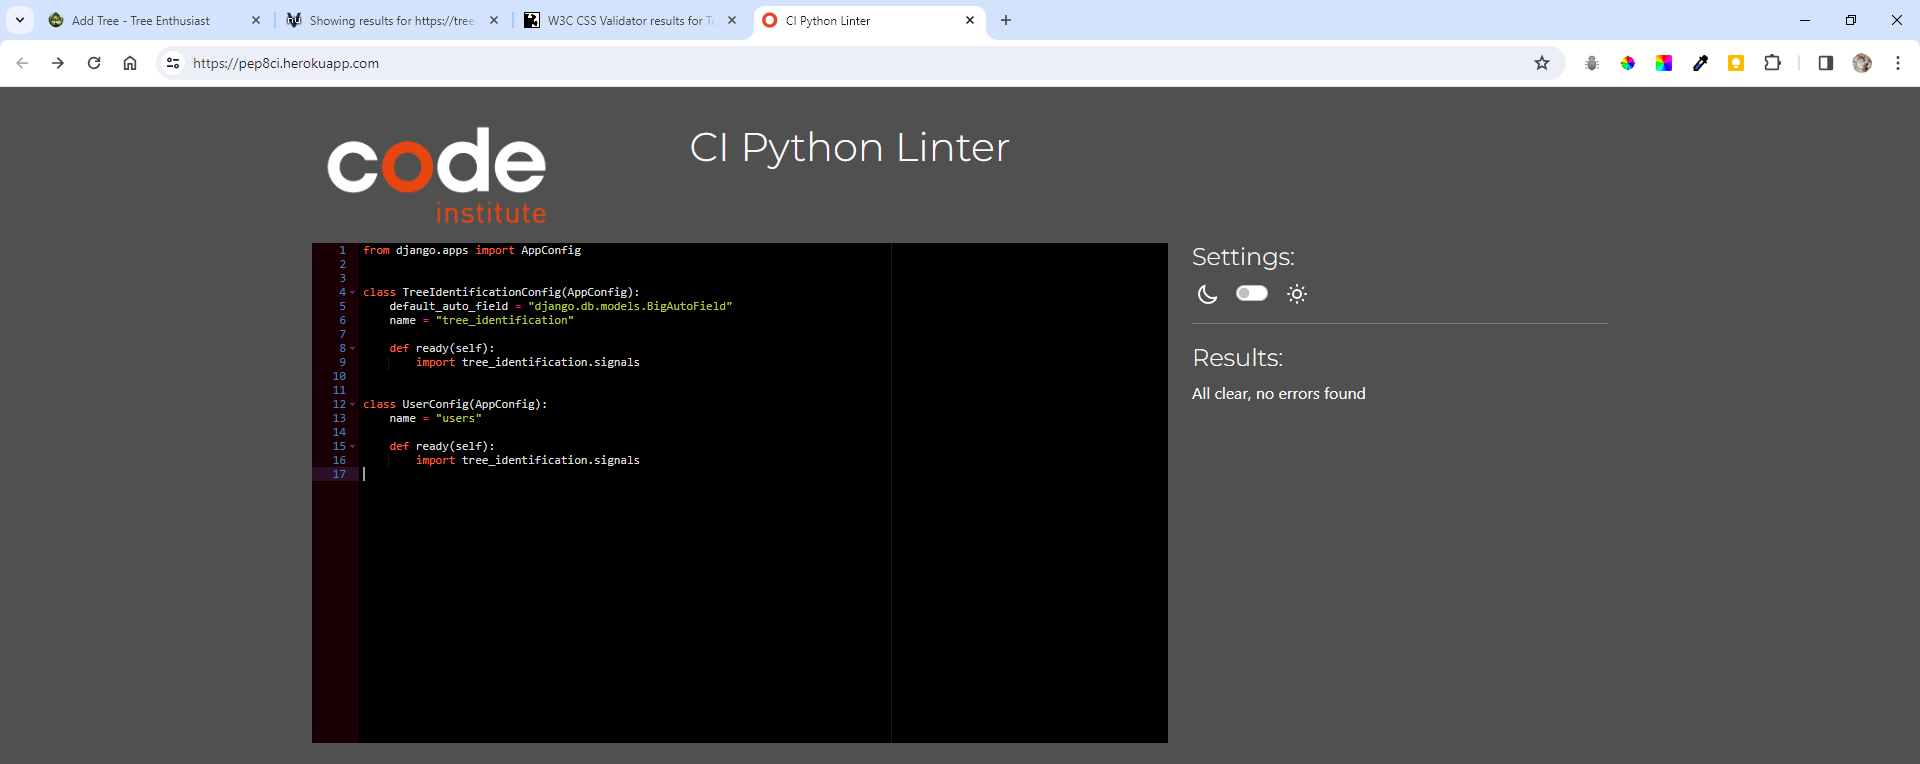 Add Tree - Tree Enthusiast
Showing results for https://tree
W3C CSS Validator results for Te
CI Python Linter
https://pep8ci.herokuapp.com
code
institute
CI Python Linter
1 from django.apps import AppConfig
2
3
4 class TreeIdentificationConfig(AppConfig):
5 default_auto_field = "django.db.models.BigAutoField"
6 name = "tree_identification"
7
8 def ready(self):
9 import tree_identification.signals
10
11
12 class UserConfig(AppConfig):
13 name = "users"
14
15 def ready(self):
16 import tree_identification.signals
17
Settings:
Results:
All clear, no errors found